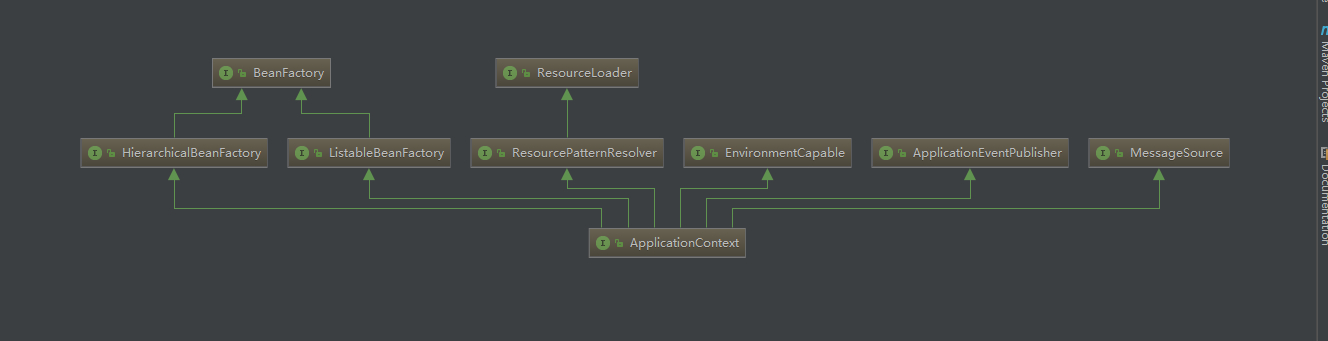 BeanFactory
ResourceLoader
HierarchicalBeanFactory
ListableBeanFactory
ResourcePatternResolver
EnvironmentCapable
ApplicationEventPublisher
MessageSource
ApplicationContext
Maven Projects
Documentation